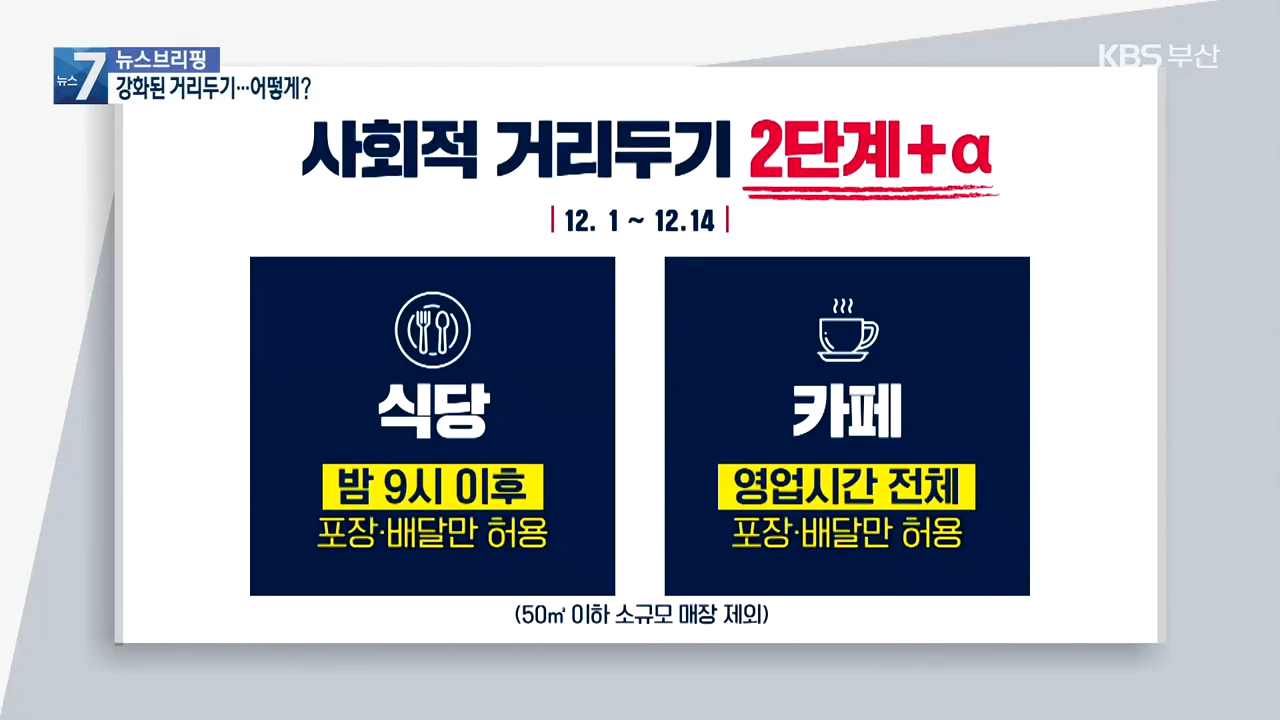 뉴스 7
뉴스브리핑
강화된 거리두기…어떻게?
KBS 부산
사회적 거리두기 2단계+α
12. 1 ~ 12.14
식당
밤 9시 이후
포장·배달만 허용
카페
영업시간 전체
포장·배달만 허용
(50㎡ 이하 소규모 매장 제외)